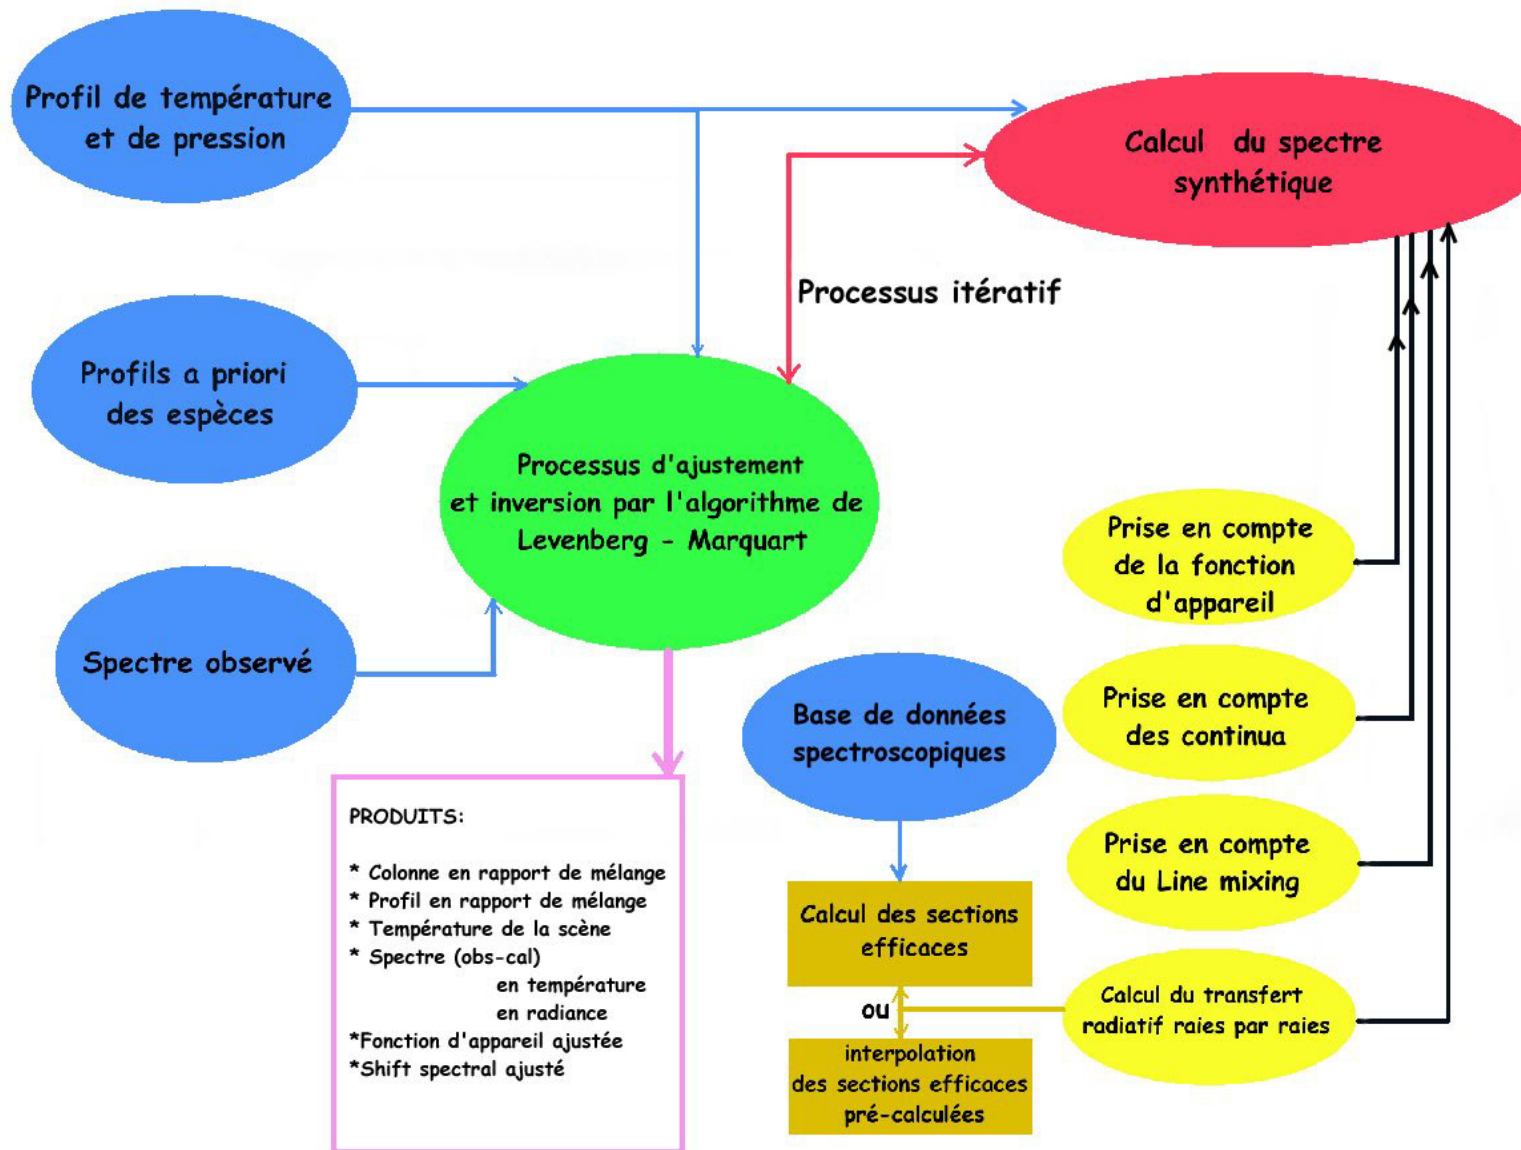 Profil de température
et de pression
Calcul du spectre
synthétique
Processus itératif
Profils a priori
des espèces
Processus d'ajustement
et inversion par l'algorithme de
Levenberg - Marquart
Spectre observé
Prise en compte
de la fonction
d'appareil
Base de données
spectroscopiques
Prise en compte
des continua
Prise en compte
du Line mixing
PRODUITS:
* Colonne en rapport de mélange
* Profil en rapport de mélange
* Température de la scène
* Spectre (obs-cal)
en température
en radiance
*Fonction d'appareil ajustée
*Shift spectral ajusté
Calcul des sections
efficaces
ou
interpolation
des sections efficaces
pré-calculées
Calcul du transfert
radiatif raies par raies